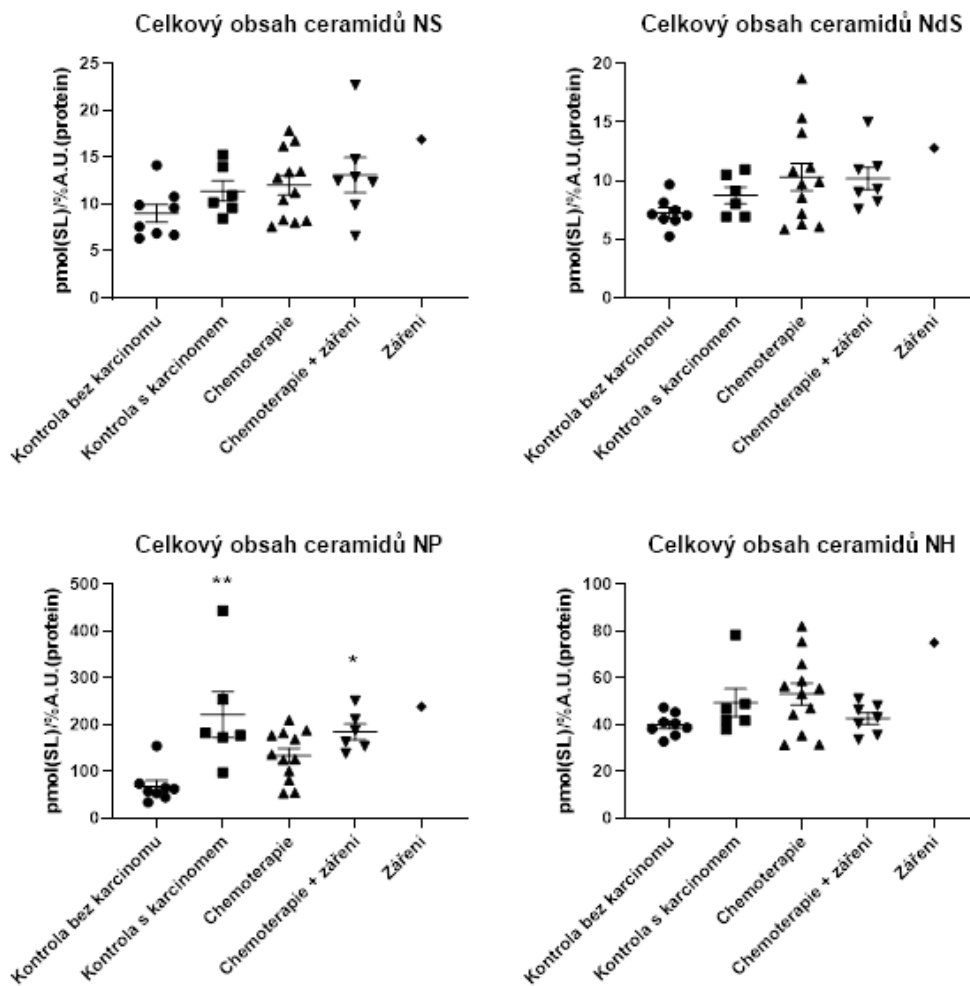 Celkový obsah ceramidů NS
pmol(SL)/%A.U.(protein)
25
20
15
10
5
0
Kontrola bez karcinomu
Kontrola s karcinomem
Chemoterapie
Chemoterapie + záření
Záření
Celkový obsah ceramidů NdS
pmol(SL)/%A.U.(protein)
20
15
10
5
0
Kontrola bez karcinomu
Kontrola s karcinomem
Chemoterapie
Chemoterapie + záření
Záření
Celkový obsah ceramidů NP
pmol(SL)/%A.U.(protein)
500
400
300
200
100
0
**
*
Kontrola bez karcinomu
Kontrola s karcinomem
Chemoterapie
Chemoterapie + záření
Záření
Celkový obsah ceramidů NH
pmol(SL)/%A.U.(protein)
100
80
60
40
20
0
Kontrola bez karcinomu
Kontrola s karcinomem
Chemoterapie
Chemoterapie + záření
Záření